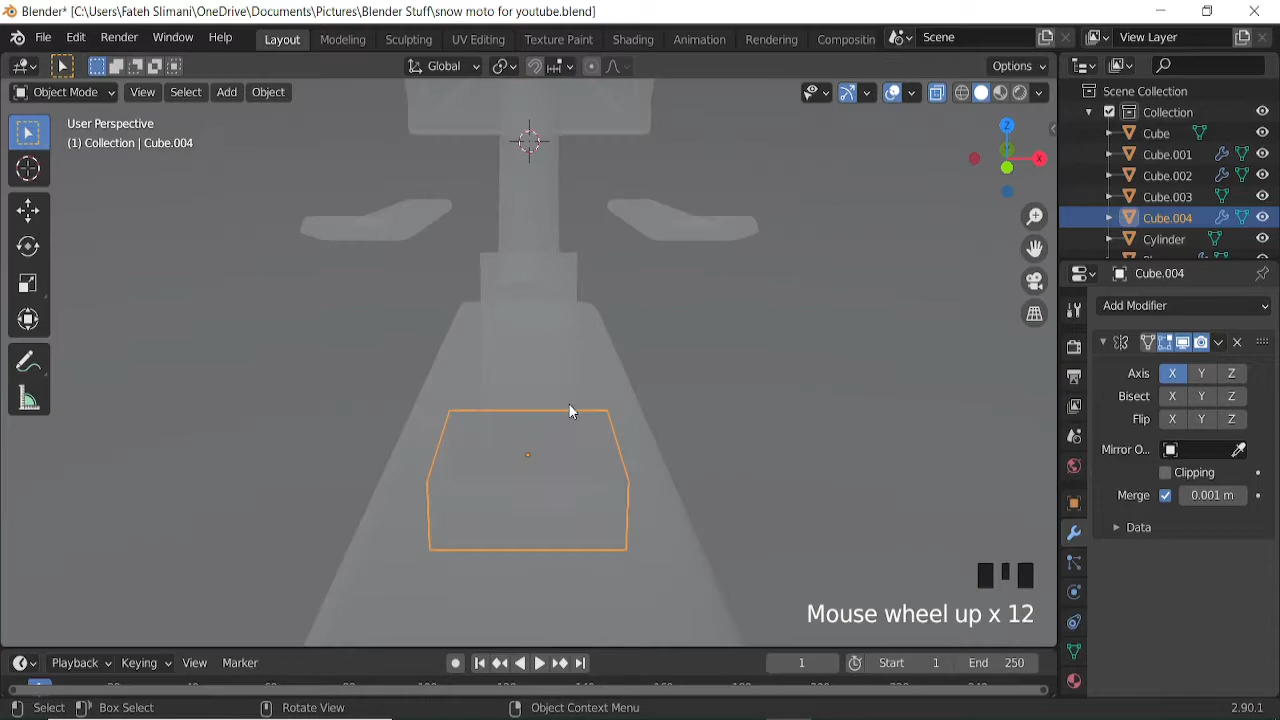 Blender* [C:\Users\Fateh Slimani\OneDrive\Documents\Pictures\Blender Stuff\snow moto for youtube.blend]
File Edit Render Window Help Layout Modeling Sculpting UV Editing Texture Paint Shading Animation Rendering Compositin Scene View Layer
Global Options
Object Mode View Select Add Object
User Perspective
(1) Collection | Cube.004
Z
X
Scene Collection
Collection
Cube
Cube.001
Cube.002
Cube.003
Cube.004
Cylinder
Cube.004
Add Modifier
Axis X Y Z
Bisect X Y Z
Flip X Y Z
Mirror O...
Clipping
Merge 0.001 m
Data
Mouse wheel up x 12
Playback Keying View Marker 1 Start 1 End 250
Select Box Select Rotate View Object Context Menu 2.90.1